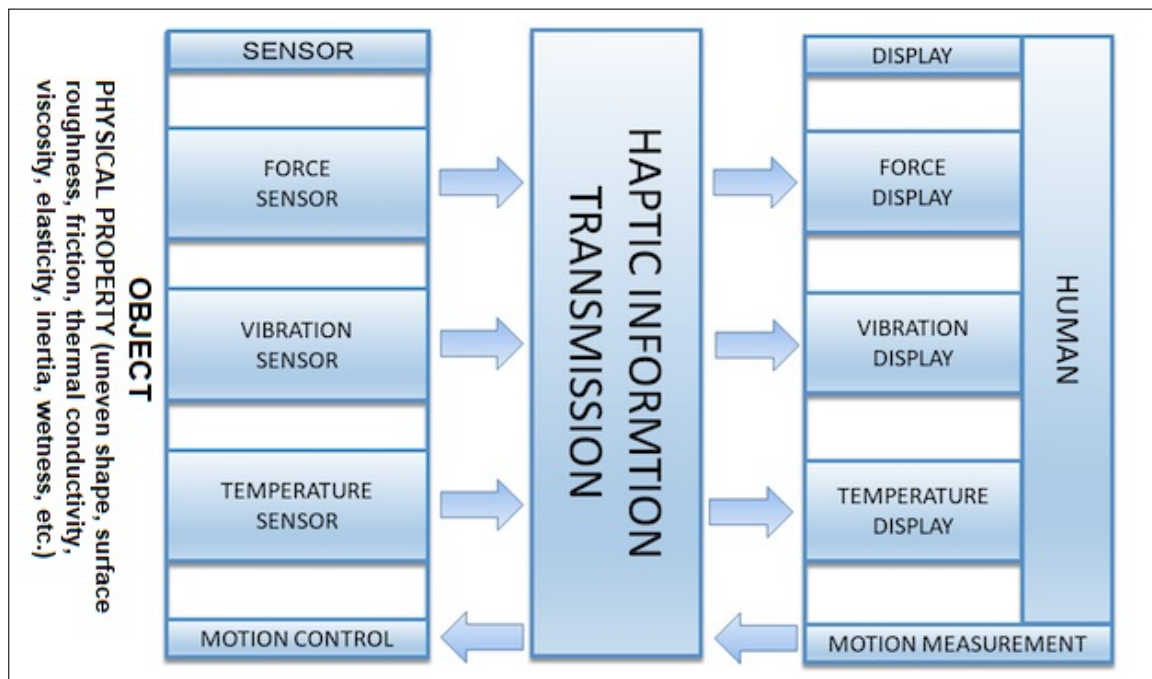 PHYSICAL PROPERTY (uneven shape, surface
roughness, friction, thermal conductivity,
viscosity, elasticity, inertia, wetness, etc.)
OBJECT
SENSOR
FORCE
SENSOR
VIBRATION
SENSOR
TEMPERATURE
SENSOR
MOTION CONTROL
HAPTIC INFORMTION
TRANSMISSION
DISPLAY
FORCE
DISPLAY
VIBRATION
DISPLAY
TEMPERATURE
DISPLAY
HUMAN
MOTION MEASUREMENT